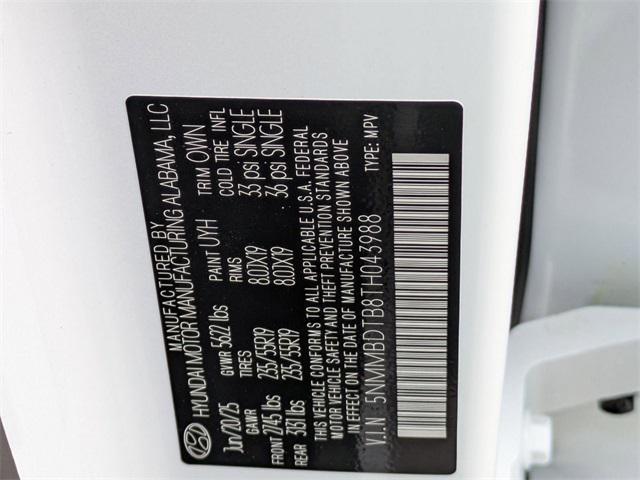 MANUFACTURED BY
HYUNDAI MOTOR MANUFACTURING ALABAMA, LLC
Jun/20/25 GVWR 5622 lbs PAINT UYH TRIM OWN
GAWR TIRES RIMS COLD TIRE INFL
FRONT 2745 lbs 235/55R19 8.0JX19 33 psi SINGLE
REAR 3131 lbs 235/55R19 8.0JX19 36 psi SINGLE
THIS VEHICLE CONFORMS TO ALL APPLICABLE U.S.A. FEDERAL
MOTOR VEHICLE SAFETY AND THEFT PREVENTION STANDARDS
IN EFFECT ON THE DATE OF MANUFACTURE SHOWN ABOVE
V.I.N 5NMMBDTB8TH043988 TYPE: MPV